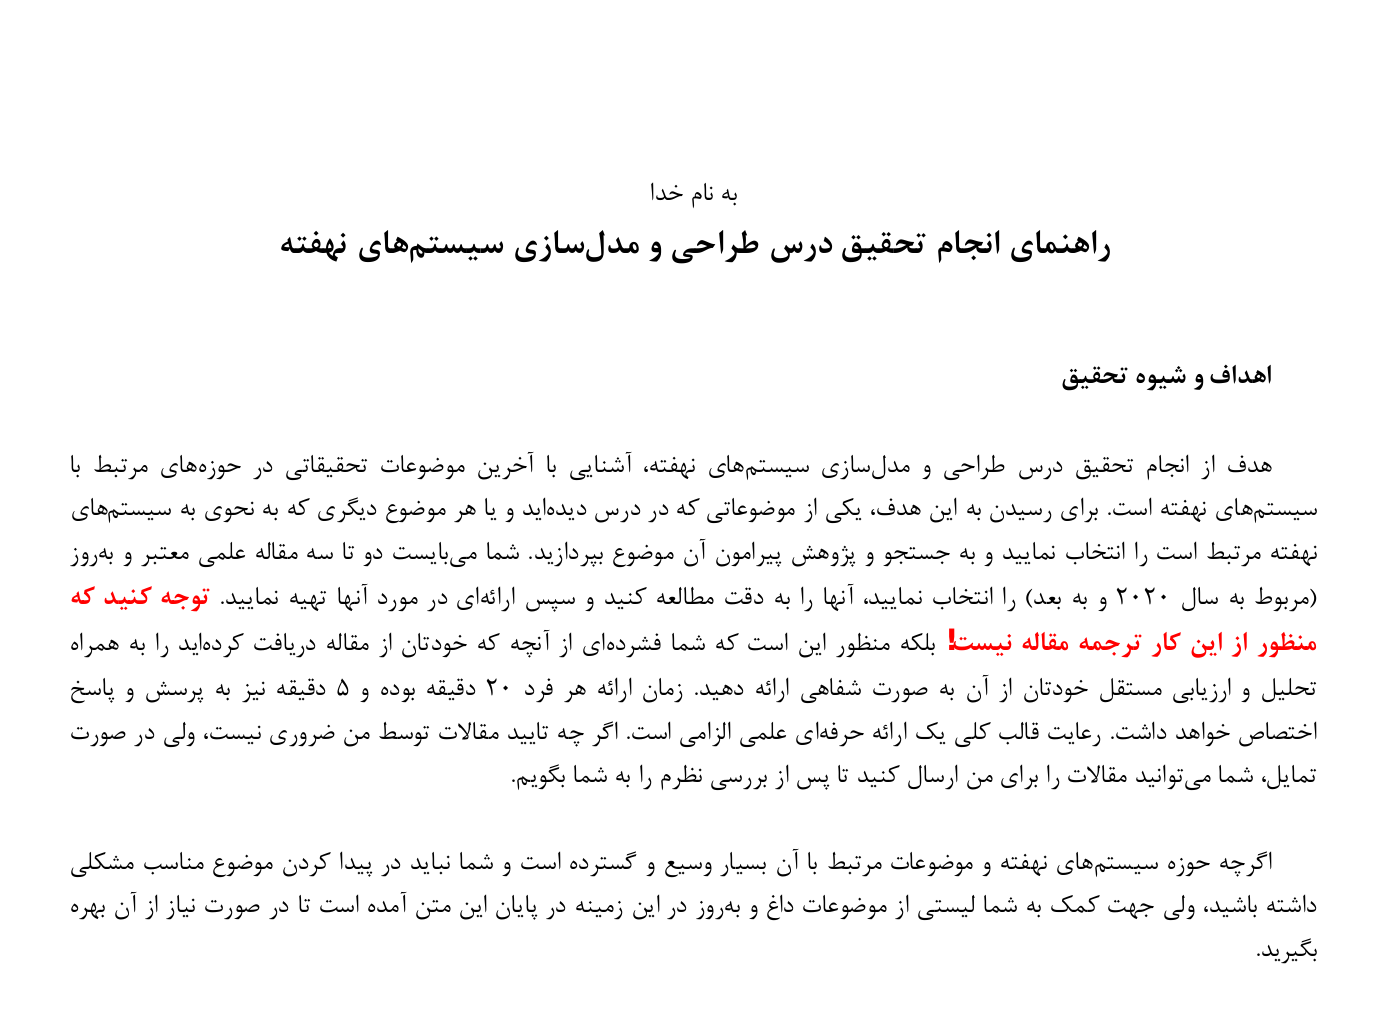 به نام خدا
راهنمای انجام تحقیق درس طراحی و مدل‌سازی سیستم‌های نهفته
اهداف و شیوه تحقیق
هدف از انجام تحقیق درس طراحی و مدل‌سازی سیستم‌های نهفته، آشنایی با آخرین موضوعات تحقیقاتی در حوزه‌های مرتبط با
سیستم‌های نهفته است. برای رسیدن به این هدف، یکی از موضوعاتی که در درس دیده‌اید و یا هر موضوع دیگری که به نحوی به سیستم‌های
نهفته مرتبط است را انتخاب نمایید و به جستجو و پژوهش پیرامون آن موضوع بپردازید. شما می‌بایست دو تا سه مقاله علمی معتبر و به‌روز
(مربوط به سال ۲۰۲۰ و به بعد) را انتخاب نمایید، آنها را به دقت مطالعه کنید و سپس ارائه‌ای در مورد آنها تهیه نمایید. توجه کنید که
منظور از این کار ترجمه مقاله نیست! بلکه منظور این است که شما فشرده‌ای از آنچه که خودتان از مقاله دریافت کرده‌اید را به همراه
تحلیل و ارزیابی مستقل خودتان از آن به صورت شفاهی ارائه دهید. زمان ارائه هر فرد ۲۰ دقیقه بوده و ۵ دقیقه نیز به پرسش و پاسخ
اختصاص خواهد داشت. رعایت قالب کلی یک ارائه حرفه‌ای علمی الزامی است. اگر چه تایید مقالات توسط من ضروری نیست، ولی در صورت
تمایل، شما می‌توانید مقالات را برای من ارسال کنید تا پس از بررسی نظرم را به شما بگویم.
اگرچه حوزه سیستم‌های نهفته و موضوعات مرتبط با آن بسیار وسیع و گسترده است و شما نباید در پیدا کردن موضوع مناسب مشکلی
داشته باشید، ولی جهت کمک به شما لیستی از موضوعات داغ و به‌روز در این زمینه در پایان این متن آمده است تا در صورت نیاز از آن بهره
بگیرید.